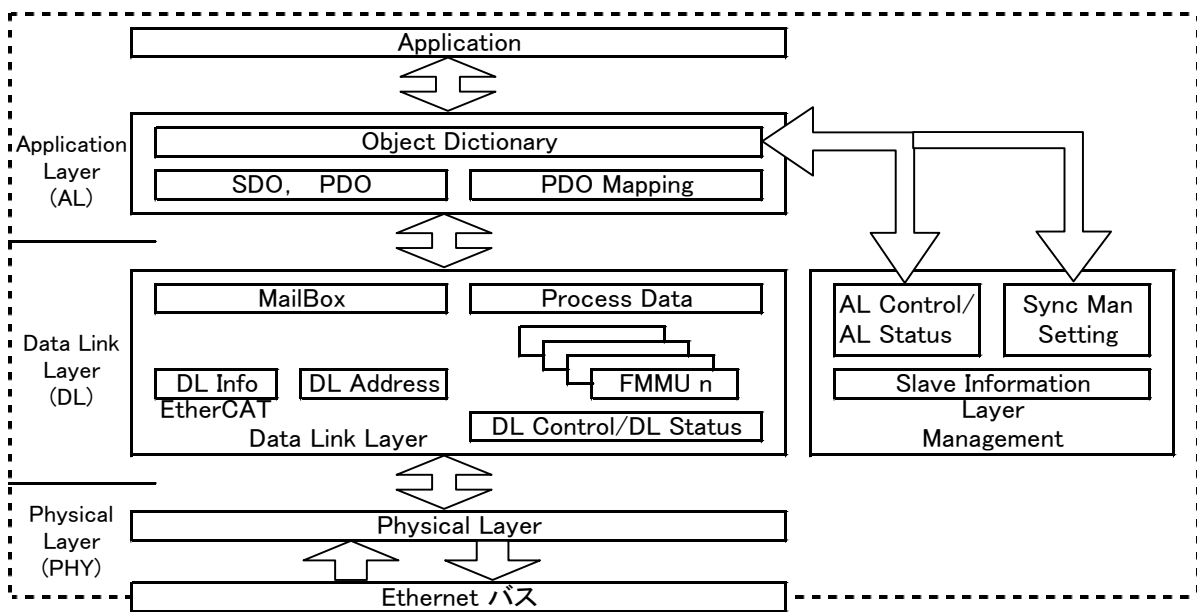 Application
Application
Layer
(AL)
Object Dictionary
SDO, PDO
PDO Mapping
Data Link
Layer
(DL)
MailBox
Process Data
FMMU n
DL Info
DL Address
EtherCAT
Data Link Layer
DL Control/DL Status
AL Control/
AL Status
Sync Man
Setting
Slave Information
Layer
Management
Physical
Layer
(PHY)
Physical Layer
Ethernet バス